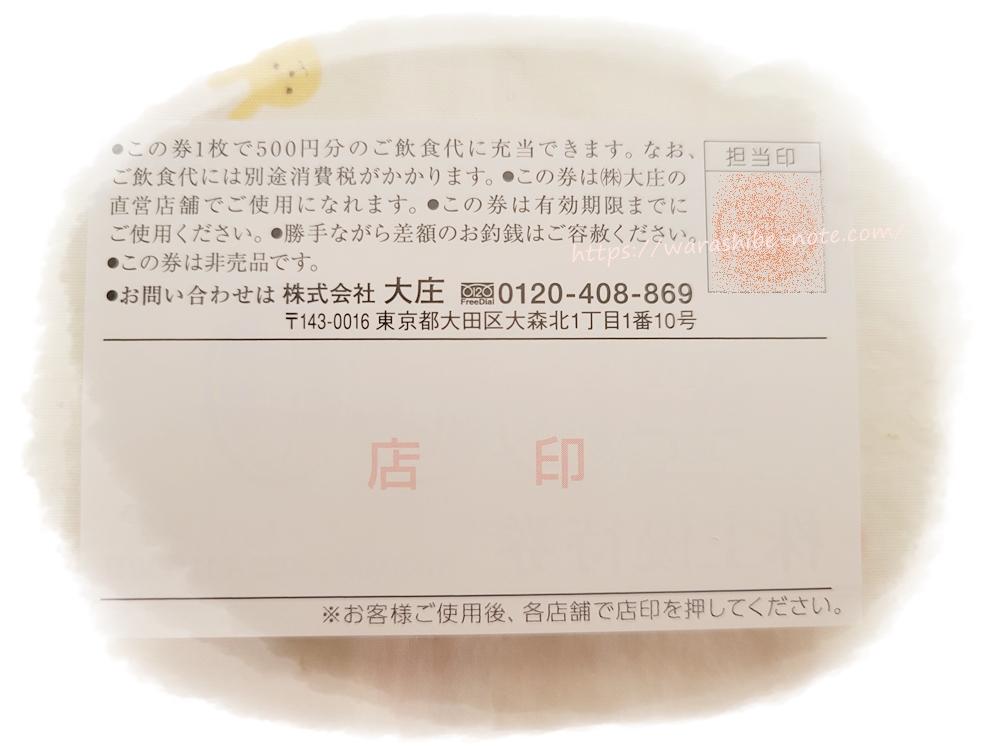 ●この券1枚で500円分のご飲食代に充当できます。なお、
ご飲食代には別途消費税がかかります。●この券は㈱大庄の
直営店舗でご使用になれます。●この券は有効期限までに
ご使用ください。●勝手ながら差額のお釣銭はご容赦ください。
●この券は非売品です。
●お問い合わせは 株式会社 大庄 0120 FreeDial 0120-408-869
〒143-0016 東京都大田区大森北1丁目1番10号
担当印
https://warashibe-note.com/
店 印
※お客様ご使用後、各店舗で店印を押してください。